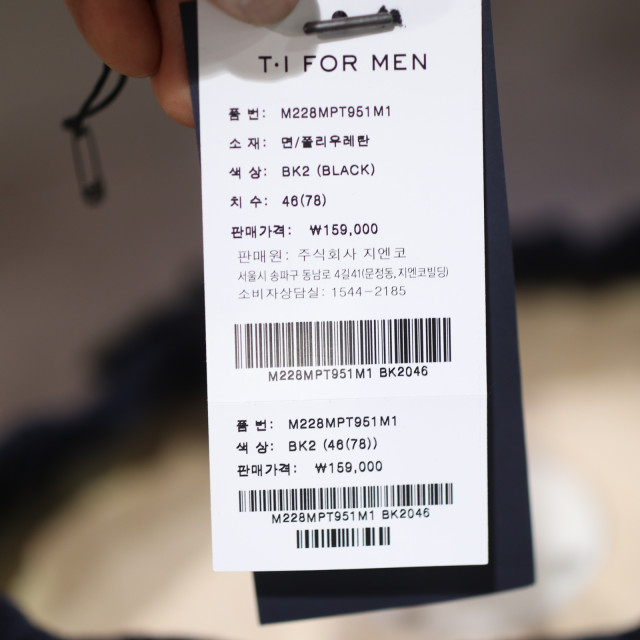 T·I FOR MEN
품 번: M228MPT951M1
소 재: 면/폴리우레탄
색 상: BK2 (BLACK)
치 수: 46(78)
판매가격: ₩159,000
판매원: 주식회사 지엔코
서울시 송파구 동남로 4길41(문정동,지엔코빌딩)
소비자상담실: 1544-2185
M228MPT951M1 BK2046
품 번: M228MPT951M1
색 상: BK2 (46(78))
판매가격: ₩159,000
M228MPT951M1 BK2046